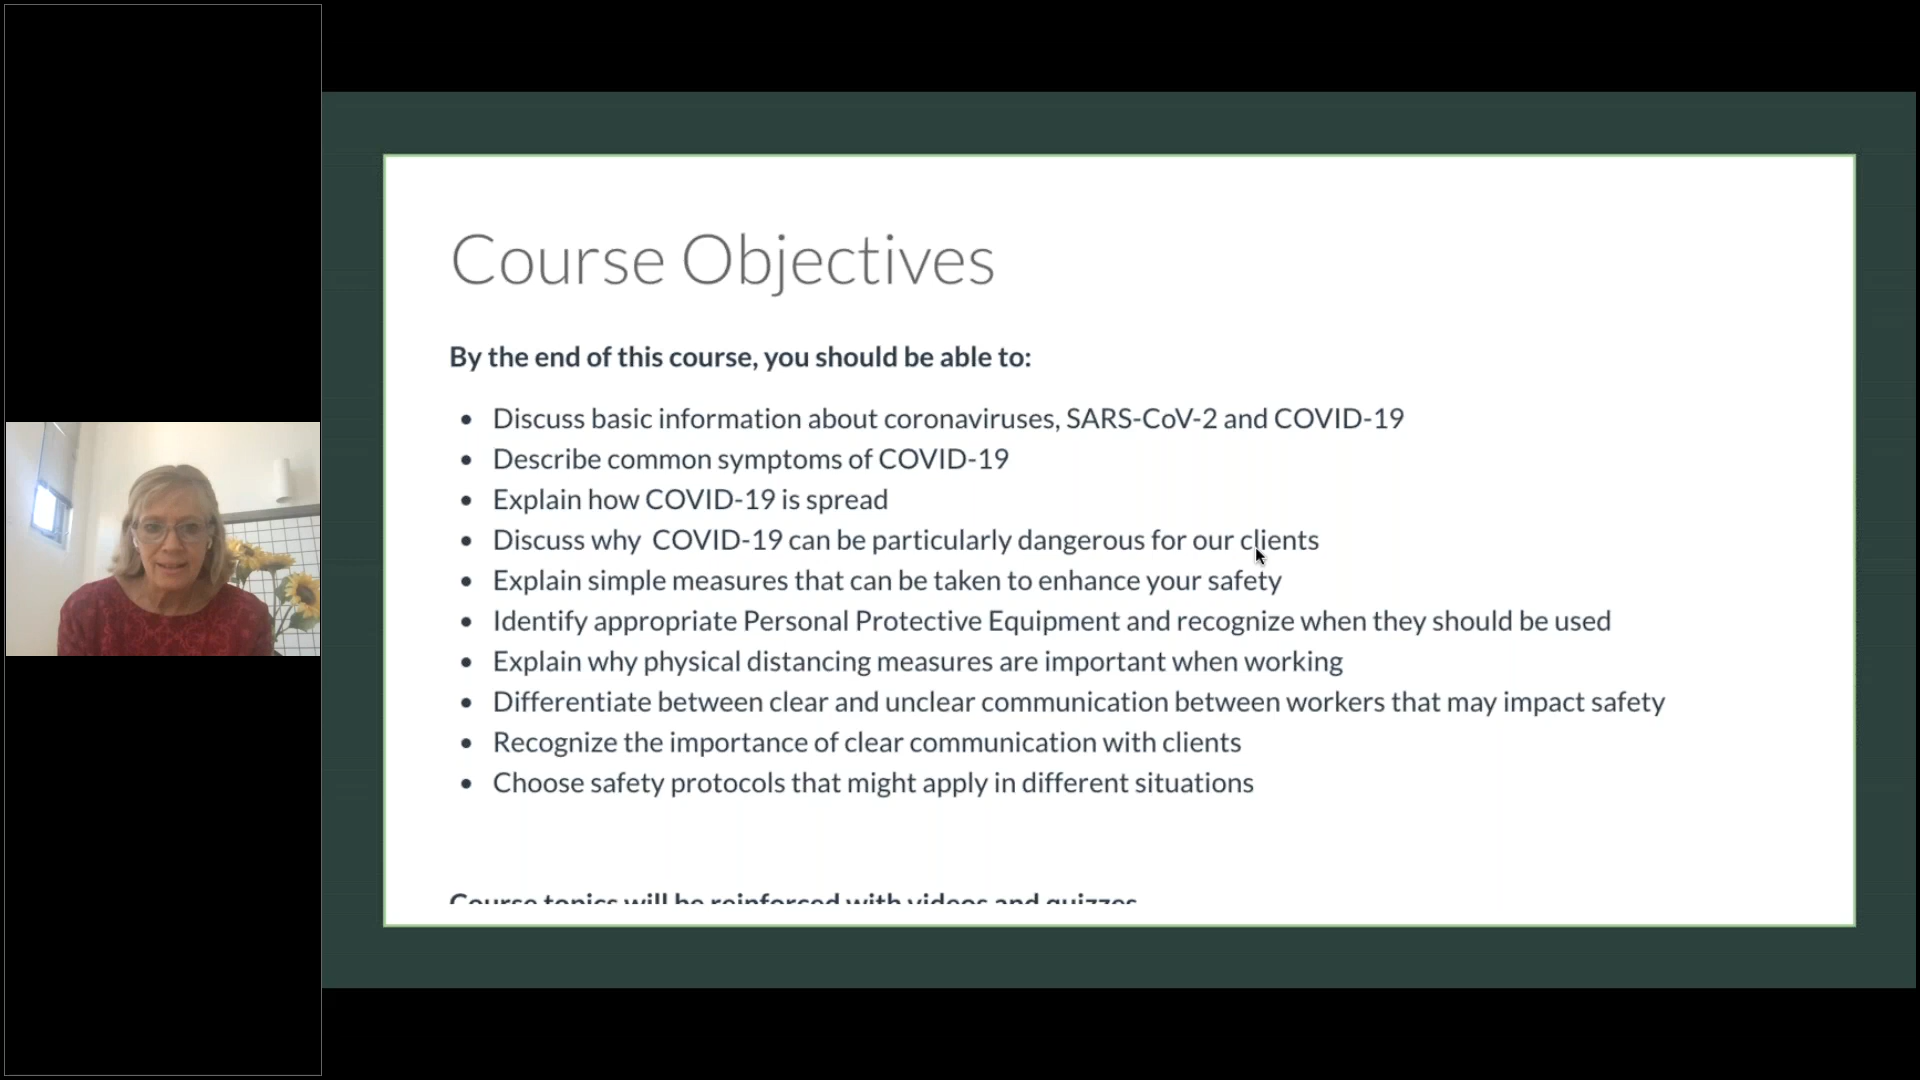 Course Objectives
By the end of this course, you should be able to:
• Discuss basic information about coronaviruses, SARS-CoV-2 and COVID-19
• Describe common symptoms of COVID-19
• Explain how COVID-19 is spread
• Discuss why  COVID-19 can be particularly dangerous for our clients
• Explain simple measures that can be taken to enhance your safety
• Identify appropriate Personal Protective Equipment and recognize when they should be used
• Explain why physical distancing measures are important when working
• Differentiate between clear and unclear communication between workers that may impact safety
• Recognize the importance of clear communication with clients
• Choose safety protocols that might apply in different situations
Course topics will be reinforced with videos and quizzes